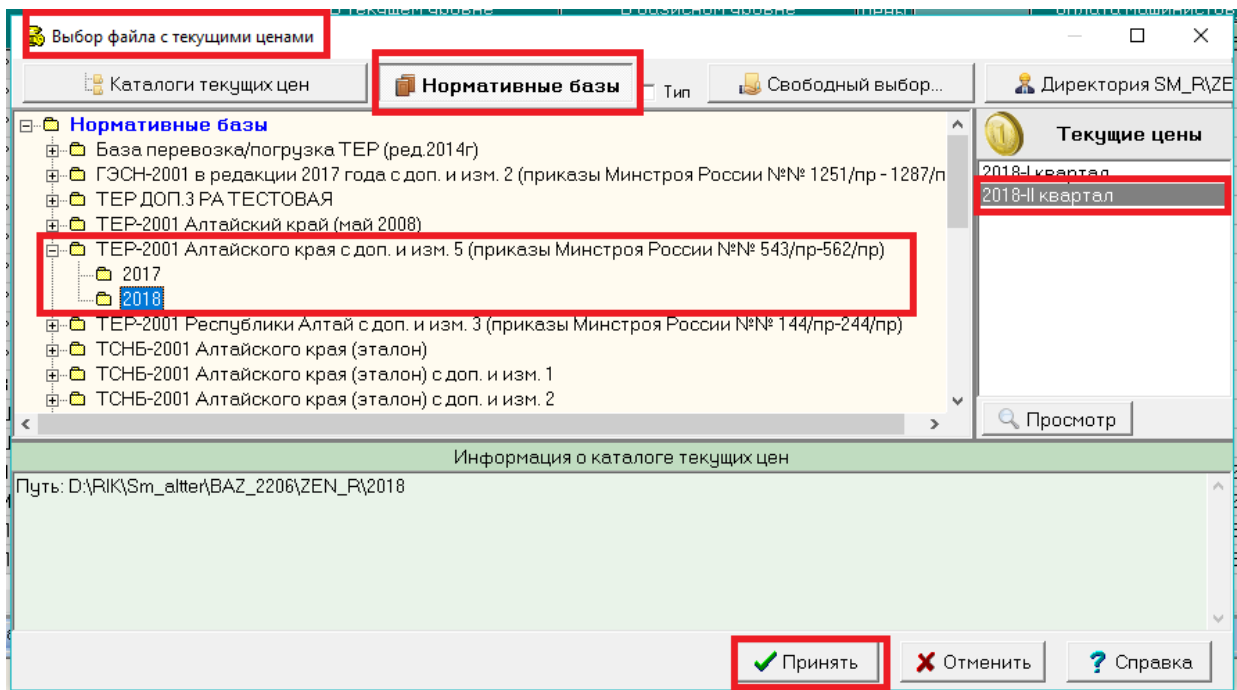 Выбор файла с текущими ценами
Каталоги текущих цен
Нормативные базы
Тип
Свободный выбор...
Директория SM_R\ZE
Нормативные базы
База перевозка/погрузка ТЕР (ред.2014г)
ГЭСН-2001 в редакции 2017 года с доп. и изм. 2 (приказы Минстроя России №№ 1251/пр - 1287/п
ТЕР ДОП.3 РА ТЕСТОВАЯ
ТЕР-2001 Алтайский край (май 2008)
ТЕР-2001 Алтайского края с доп. и изм. 5 (приказы Минстроя России №№ 543/пр-562/пр)
2017
2018
ТЕР-2001 Республики Алтай с доп. и изм. 3 (приказы Минстроя России №№ 144/пр-244/пр)
ТСНБ-2001 Алтайского края (эталон)
ТСНБ-2001 Алтайского края (эталон) с доп. и изм. 1
ТСНБ-2001 Алтайского края (эталон) с доп. и изм. 2
Текущие цены
2018-I квартал
2018-II квартал
Просмотр
Информация о каталоге текущих цен
Путь: D:\RIK\Sm_altter\BAZ_2206\ZEN_R\2018
Принять
Отменить
Справка